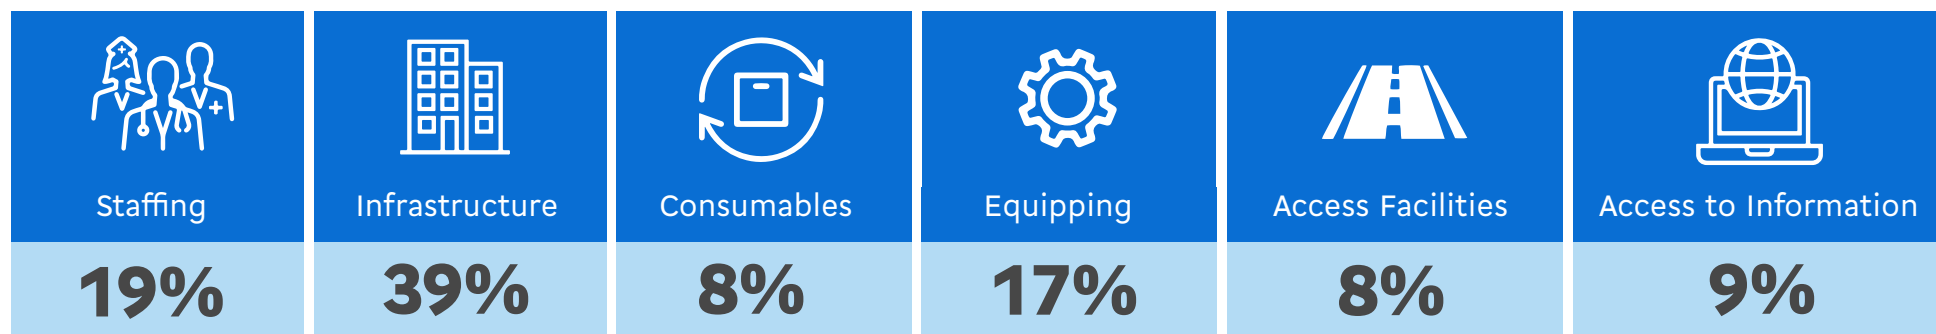 Staffing
Infrastructure
Consumables
Equipping
Access Facilities
Access to Information
19%
39%
8%
17%
8%
9%